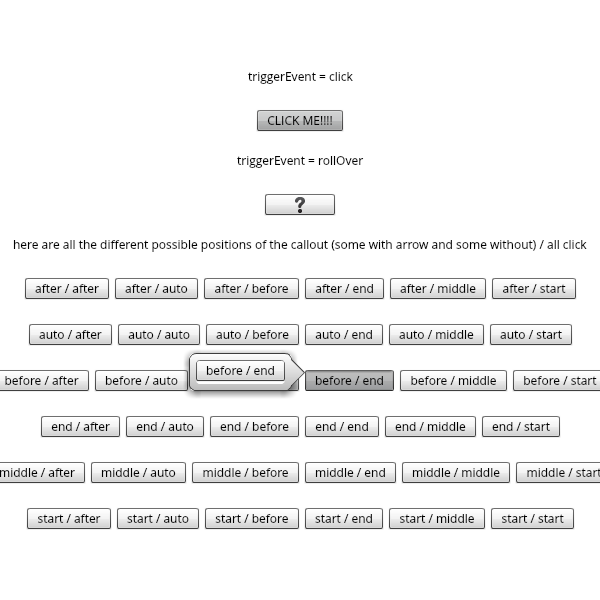 triggerEvent = click
CLICK ME!!!!
triggerEvent = rollOver
?
here are all the different possible positions of the callout (some with arrow and some without) / all click
after / after after / auto after / before after / end after / middle after / start
auto / after auto / auto auto / before auto / end auto / middle auto / start
before / end
before / after before / auto before / end before / middle before / start
end / after end / auto end / before end / end end / middle end / start
middle / after middle / auto middle / before middle / end middle / middle middle / start
start / after start / auto start / before start / end start / middle start / start